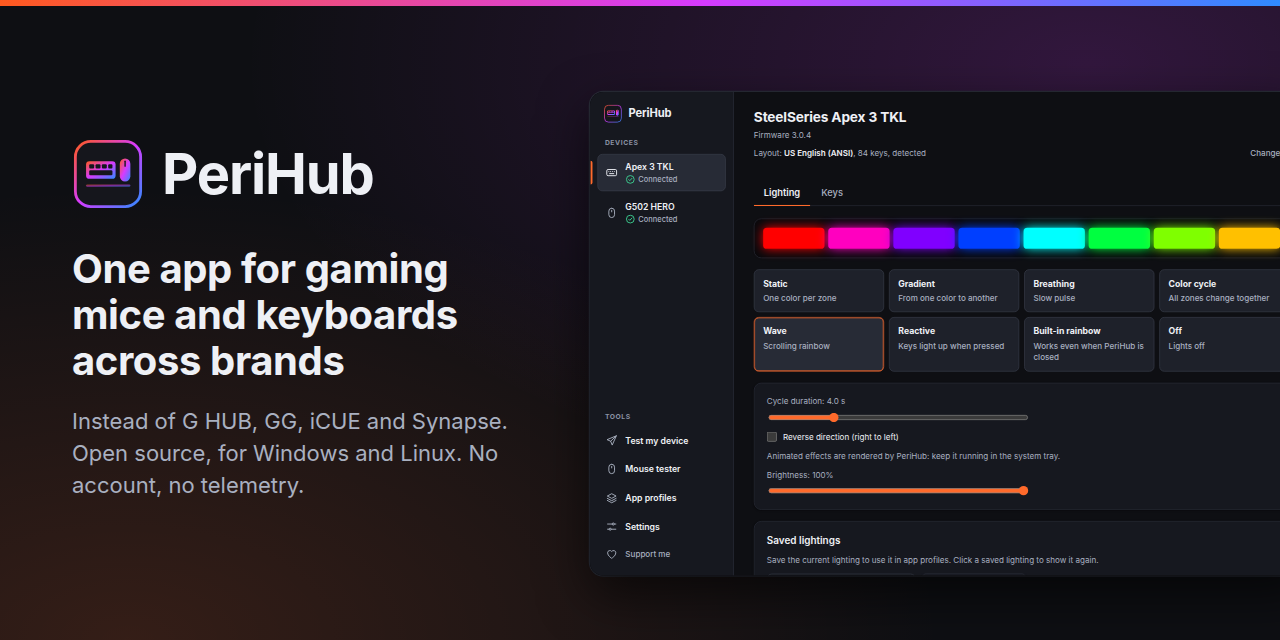 PeriHub
One app for gaming
mice and keyboards
across brands
Instead of G HUB, GG, iCUE and Synapse.
Open source, for Windows and Linux. No
account, no telemetry.
PeriHub
DEVICES
Apex 3 TKL
Connected
G502 HERO
Connected
TOOLS
Test my device
Mouse tester
App profiles
Settings
Support me
SteelSeries Apex 3 TKL
Firmware 3.0.4
Layout: US English (ANSI), 84 keys, detected
Change
Lighting Keys
Static
One color per zone
Gradient
From one color to another
Breathing
Slow pulse
Color cycle
All zones change together
Wave
Scrolling rainbow
Reactive
Keys light up when pressed
Built-in rainbow
Works even when PeriHub is
closed
Off
Lights off
Cycle duration: 4.0 s
Reverse direction (right to left)
Animated effects are rendered by PeriHub: keep it running in the system tray.
Brightness: 100%
Saved lightings
Save the current lighting to use it in app profiles. Click a saved lighting to show it again.